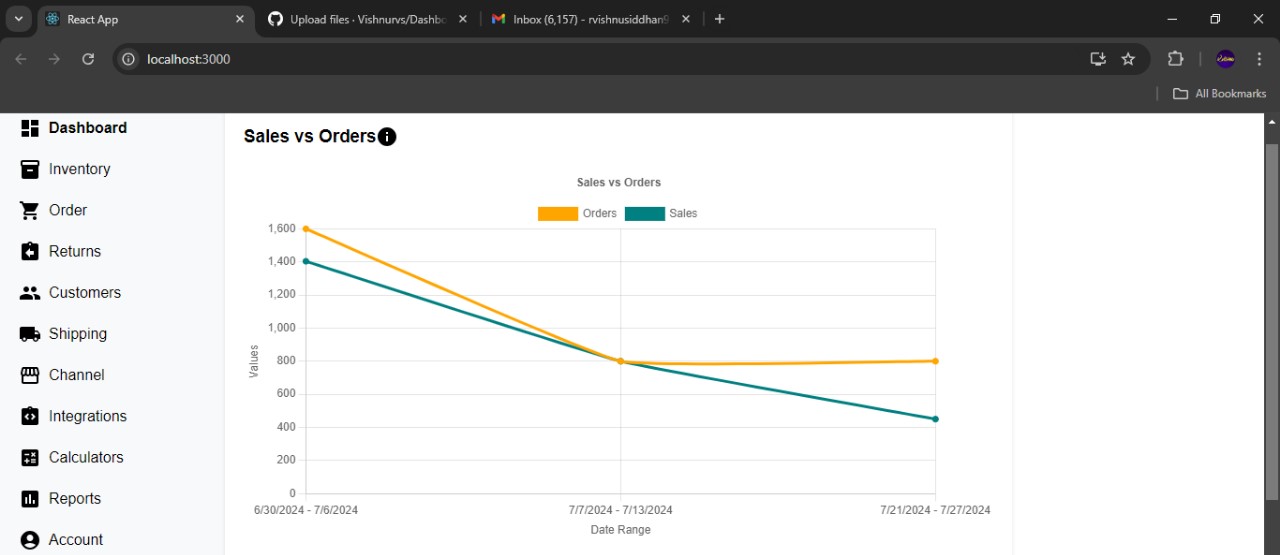 React App
Upload files · Vishnurvs/Dashbo
Inbox (6,157) - rvishnusiddhan9
localhost:3000
All Bookmarks
Dashboard
Inventory
Order
Returns
Customers
Shipping
Channel
Integrations
Calculators
Reports
Account
Sales vs Orders
Sales vs Orders
Orders Sales
Values
1,600
1,400
1,200
1,000
800
600
400
200
0
6/30/2024 - 7/6/2024 7/7/2024 - 7/13/2024 7/21/2024 - 7/27/2024
Date Range